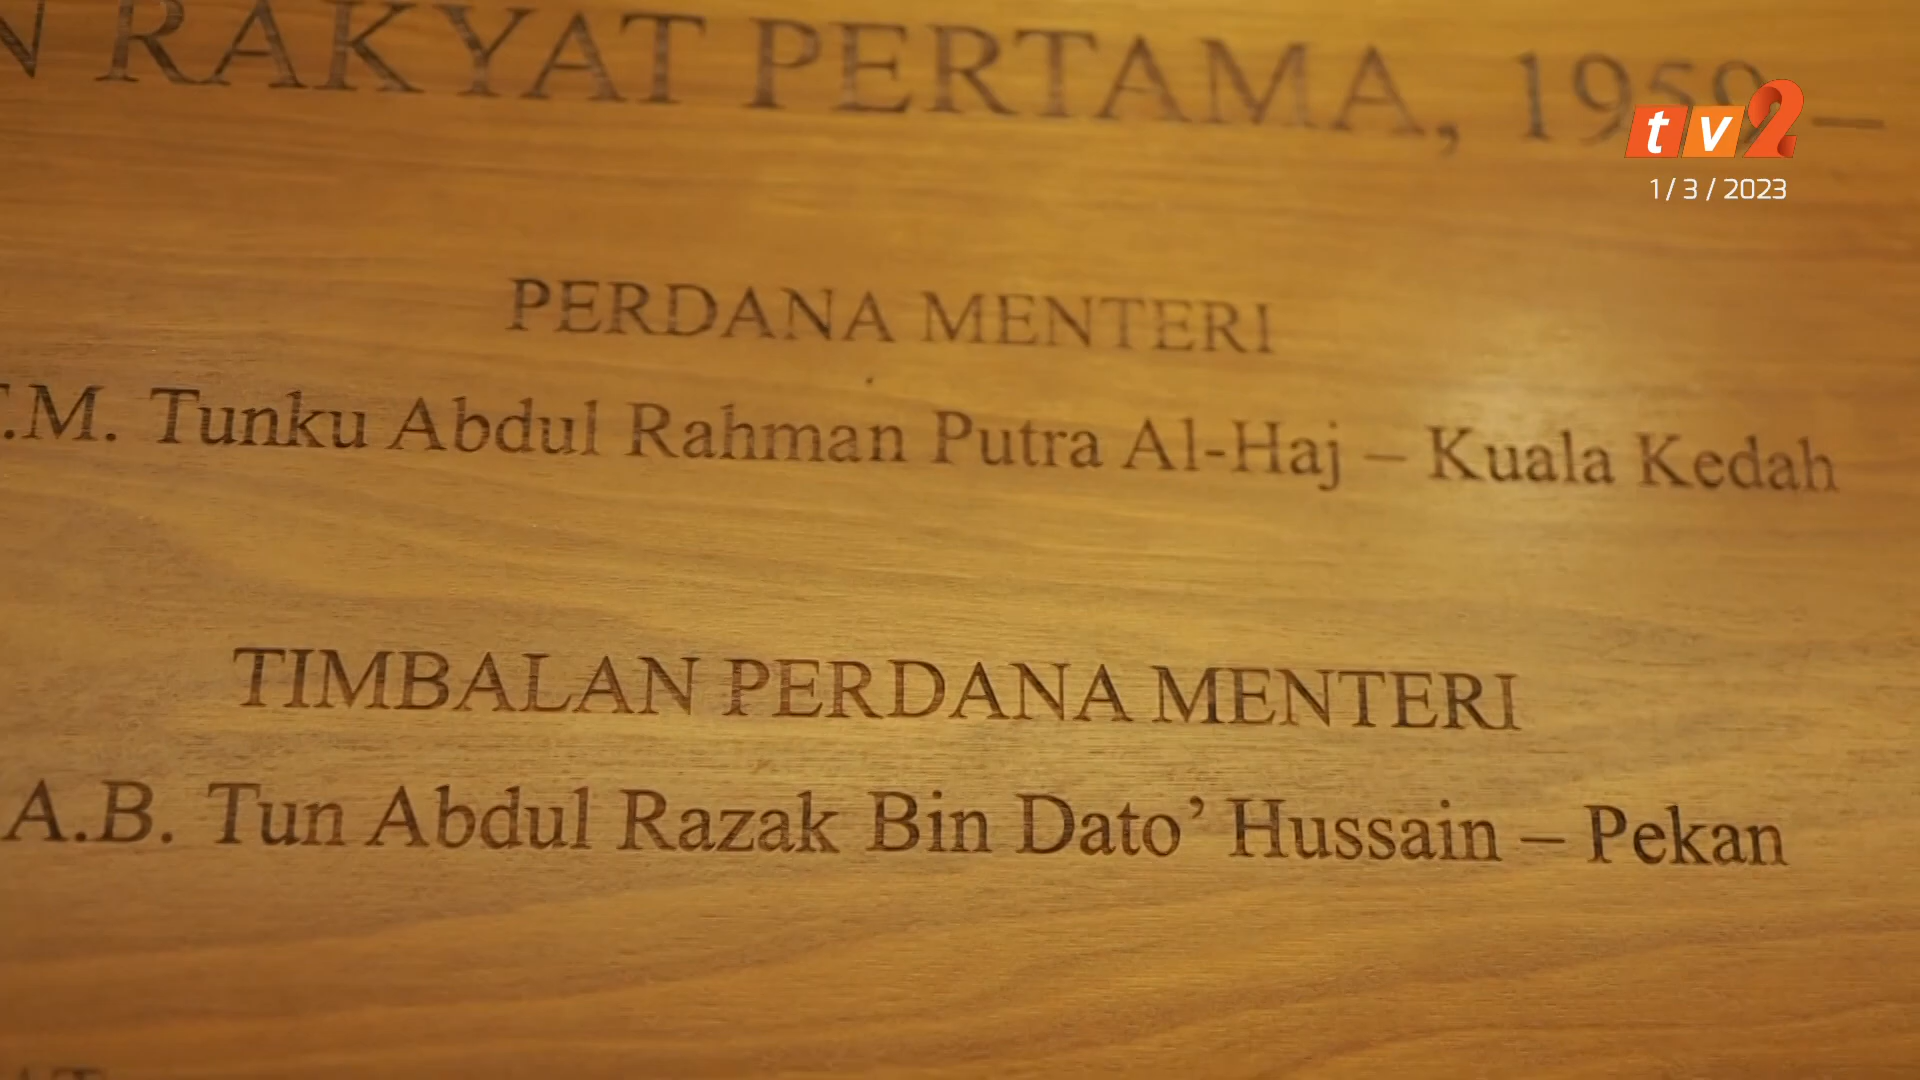 RAKYAT PERTAMA, 1959 –
tv2
1/3/2023
PERDANA MENTERI
.M. Tunku Abdul Rahman Putra Al-Haj – Kuala Kedah
TIMBALAN PERDANA MENTERI
A.B. Tun Abdul Razak Bin Dato’ Hussain – Pekan